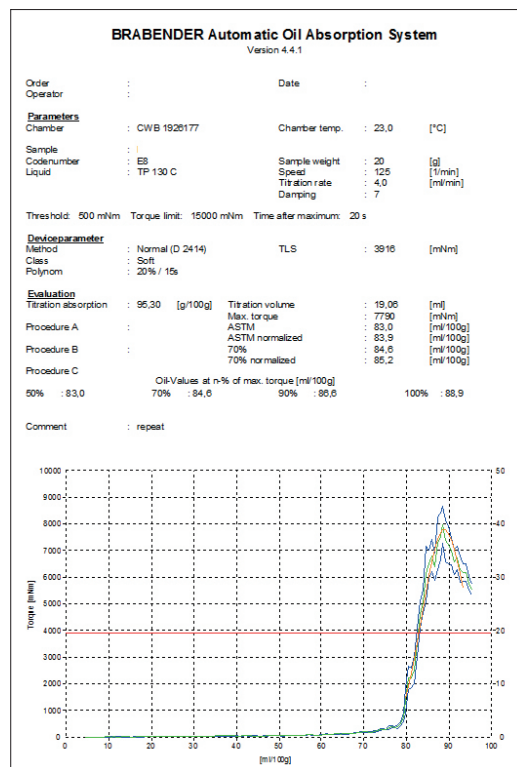 BRABENDER Automatic Oil Absorption System
Version 4.4.1
Order : Date :
Operator :
Parameters
Chamber : CWB 1926177 Chamber temp. : 23,0 [°C]
Sample :
Codenumber : E8 Sample weight : 20 [g]
Liquid : TP 130 C Speed : 125 [1/min]
Titration rate : 4,0 [ml/min]
Damping : 7
Threshold: 500 mNm Torque limit: 15000 mNm Time after maximum: 20 s
Deviceparameter
Method : Normal (D 2414) TLS : 3916 [mNm]
Class : Soft
Polynom : 20% / 15s
Evaluation
Titration absorption : 95,30 [g/100g] Titration volume : 19,06 [ml]
Max. torque : 7790 [mNm]
Procedure A : ASTM : 83,0 [ml/100g]
ASTM normalized : 83,9 [ml/100g]
Procedure B : 70% : 84,6 [ml/100g]
70% normalized : 85,2 [ml/100g]
Procedure C
Oil-Values at n-% of max. torque [ml/100g]
50% : 83,0 70% : 84,6 90% : 86,6 100% : 88,9
Comment : repeat
10000 50
9000
8000 40
7000
6000 30
5000
4000 20
3000
2000 10
1000
0 0
Torque [mNm]
0 10 20 30 40 50 60 70 80 90 100
[ml/100g]